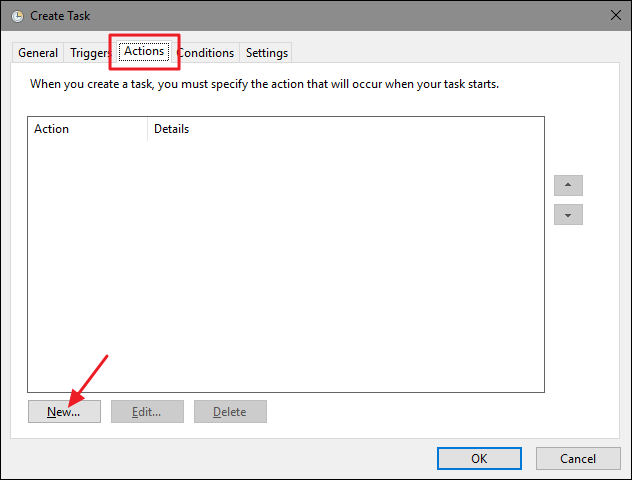 Create Task
General Triggers Actions Conditions Settings
When you create a task, you must specify the action that will occur when your task starts.
Action Details
New... Edit... Delete
OK Cancel